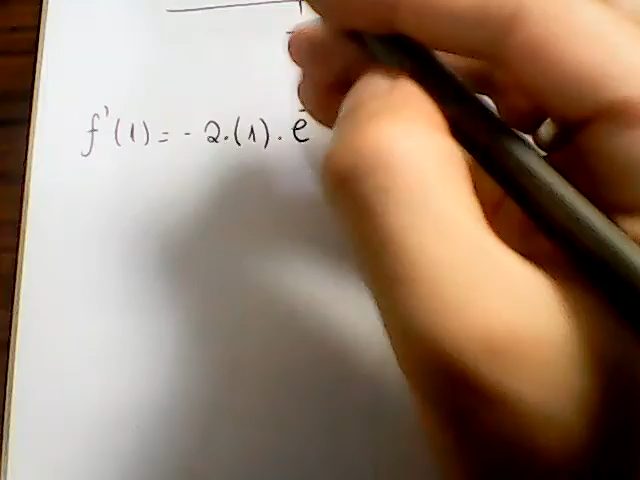 f'(1) = - 2.(1). e⁻